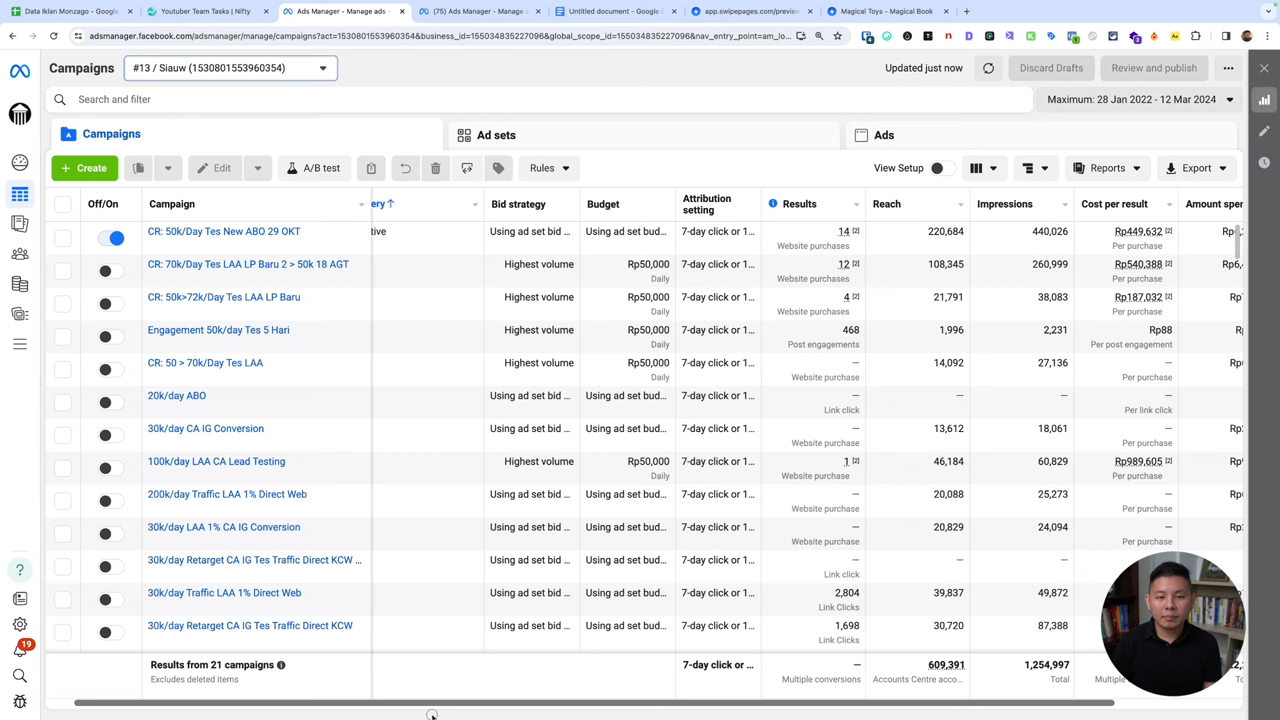 Data Iklan Monzago - Google
Youtuber Team Tasks | Nifty
Ads Manager - Manage ads -
(75) Ads Manager - Manage
Untitled document - Google
app.swipepages.com/preview
Magical Toys - Magical Book
adsmanager.facebook.com/adsmanager/manage/campaigns?act=1530801553960354&business_id=155034835227096&global_scope_id=155034835227096&nav_entry_point=am_lo...
Campaigns
#13 / Siauw (1530801553960354)
Updated just now
Discard Drafts
Review and publish
Search and filter
Maximum: 28 Jan 2022 - 12 Mar 2024
Campaigns
Ad sets
Ads
+ Create
Edit
A/B test
Rules
View Setup
Reports
Export
Off/On Campaign ery↑ Bid strategy Budget Attribution setting Results Reach Impressions Cost per result Amount spen
CR: 50k/Day Tes New ABO 29 OKT tive Using ad set bid ... Using ad set bud... 7-day click or 1... 14 [2] 220,684 440,026 Rp449,632 [2]
Website purchases Per purchase
CR: 70k/Day Tes LAA LP Baru 2 > 50k 18 AGT Highest volume Rp50,000 7-day click or 1... 12 [2] 108,345 260,999 Rp540,388 [2]
Daily Website purchases Per purchase
CR: 50k>72k/Day Tes LAA LP Baru Highest volume Rp50,000 7-day click or 1... 4 [2] 21,791 38,083 Rp187,032 [2]
Daily Website purchases Per purchase
Engagement 50k/day Tes 5 Hari Highest volume Rp50,000 7-day click or 1... 468 1,996 2,231 Rp88
Daily Post engagements Per post engagement
CR: 50 > 70k/Day Tes LAA Highest volume Rp50,000 7-day click or 1... — 14,092 27,136 —
Daily Website purchase Per purchase
20k/day ABO Using ad set bid ... Using ad set bud... 7-day click or 1... — — — —
Link click Per link click
30k/day CA IG Conversion Using ad set bid ... Using ad set bud... 7-day click or 1... — 13,612 18,061 —
Website purchase Per purchase
100k/day LAA CA Lead Testing Highest volume Rp50,000 7-day click or 1... 1 [2] 46,184 60,829 Rp989,605 [2]
Daily Website purchase Per purchase
200k/day Traffic LAA 1% Direct Web Using ad set bid ... Using ad set bud... 7-day click or 1... — 20,088 25,273 —
Website purchase Per purchase
30k/day LAA 1% CA IG Conversion Using ad set bid ... Using ad set bud... 7-day click or 1... — 20,829 24,094 —
Website purchase Per purchase
30k/day Retarget CA IG Tes Traffic Direct KCW ... Using ad set bid ... Using ad set bud... 7-day click or 1... — — —
Link click
30k/day Traffic LAA 1% Direct Web Using ad set bid ... Using ad set bud... 7-day click or 1... 2,804 39,837 49,872
Link Clicks
30k/day Retarget CA IG Tes Traffic Direct KCW Using ad set bid ... Using ad set bud... 7-day click or 1... 1,698 30,720 87,388
Link Clicks
Results from 21 campaigns 7-day click or ... — 609,391 1,254,997
Excludes deleted items Multiple conversions Accounts Centre acco... Total
19